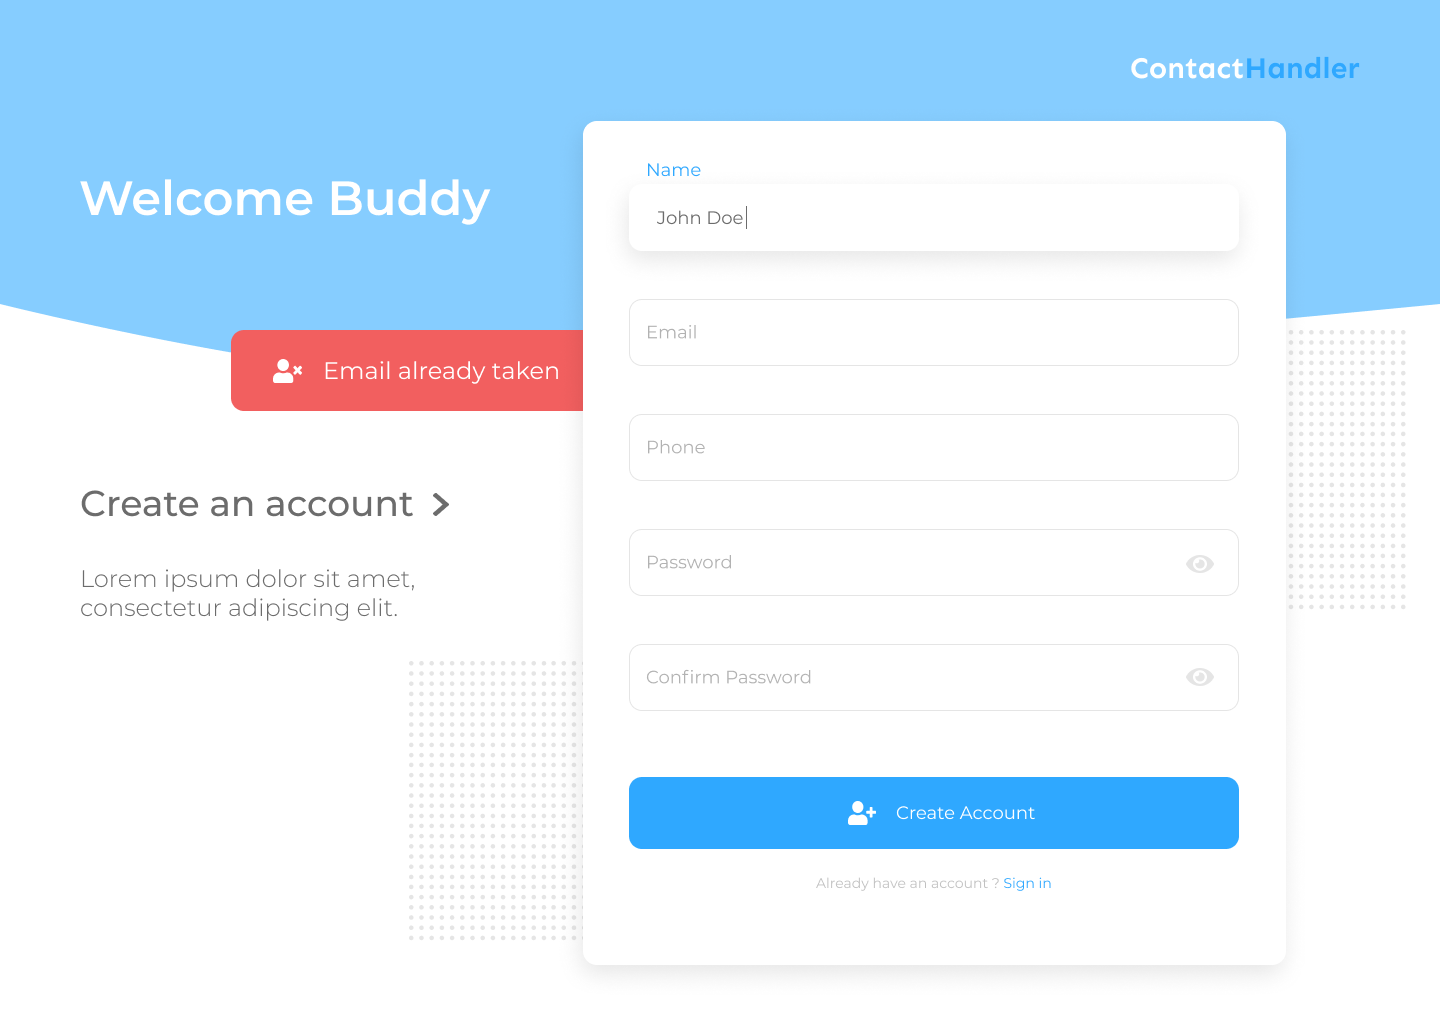 ContactHandler
Welcome Buddy
Email already taken
Create an account
Lorem ipsum dolor sit amet,
consectetur adipiscing elit.
Name
John Doe
Email
Phone
Password
Confirm Password
Create Account
Already have an account ? Sign in